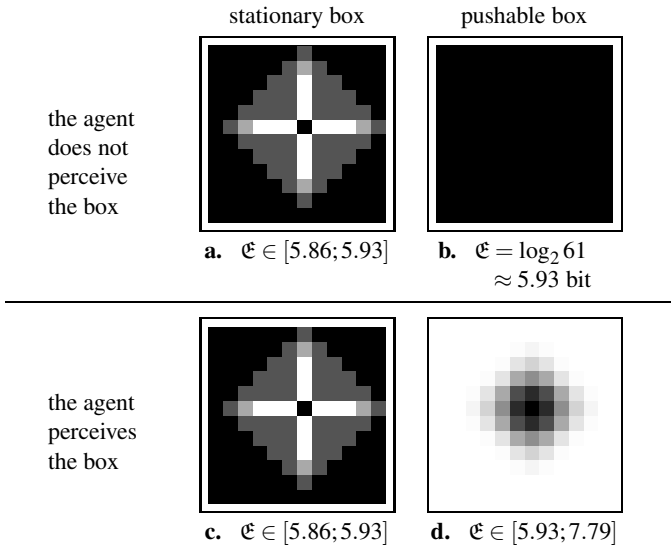 stationary box
pushable box
the agent
does not
perceive
the box
a. 𝕰 ∈ [5.86;5.93]
b. 𝕰 = log₂ 61
≈ 5.93 bit
the agent
perceives
the box
c. 𝕰 ∈ [5.86;5.93]
d. 𝕰 ∈ [5.93;7.79]